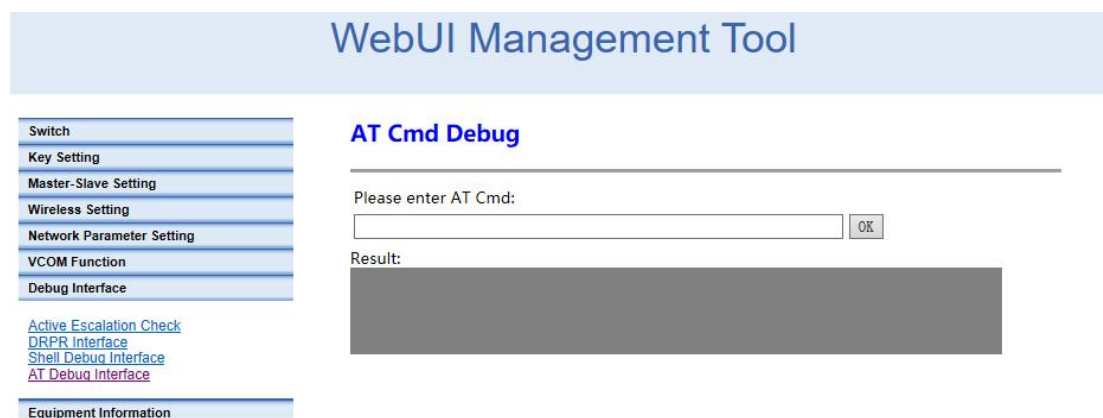 WebUI Management Tool
Switch
Key Setting
Master-Slave Setting
Wireless Setting
Network Parameter Setting
VCOM Function
Debug Interface
Active Escalation Check
DRPR Interface
Shell Debug Interface
AT Debug Interface
Equipment Information
AT Cmd Debug
Please enter AT Cmd:
OK
Result: